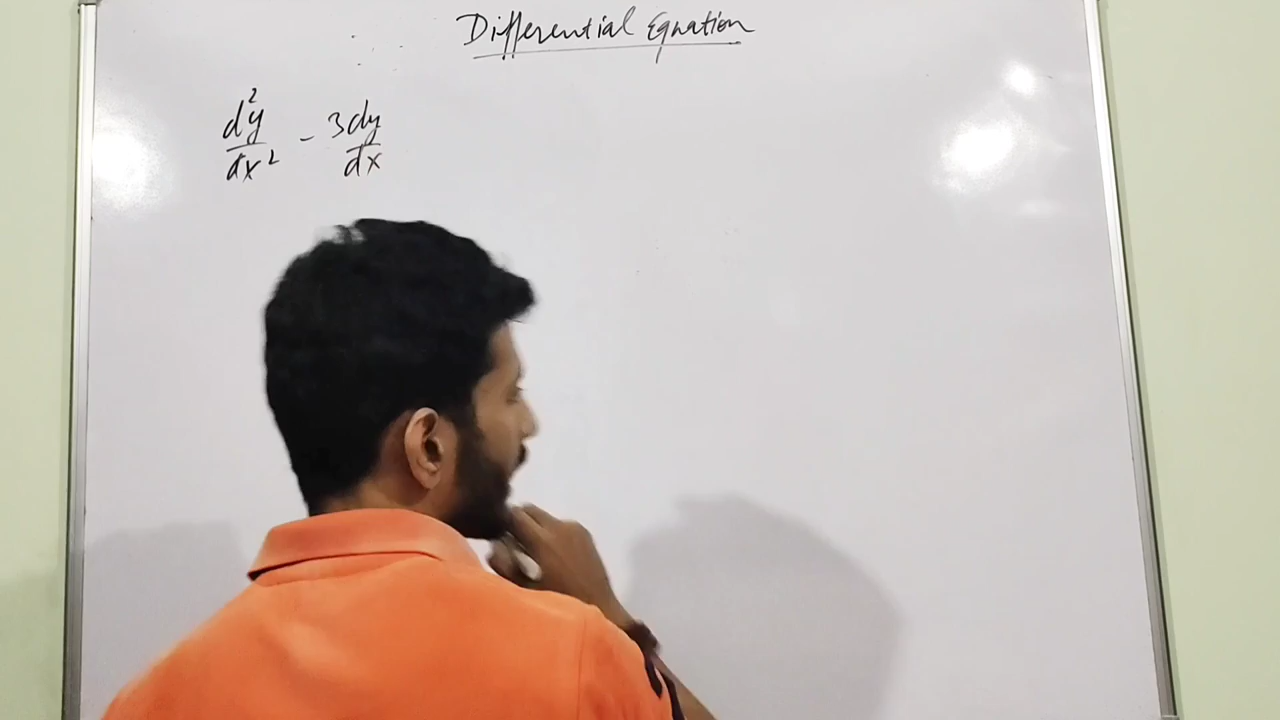 Differential Equation
d²y/dx² - 3dy/dx